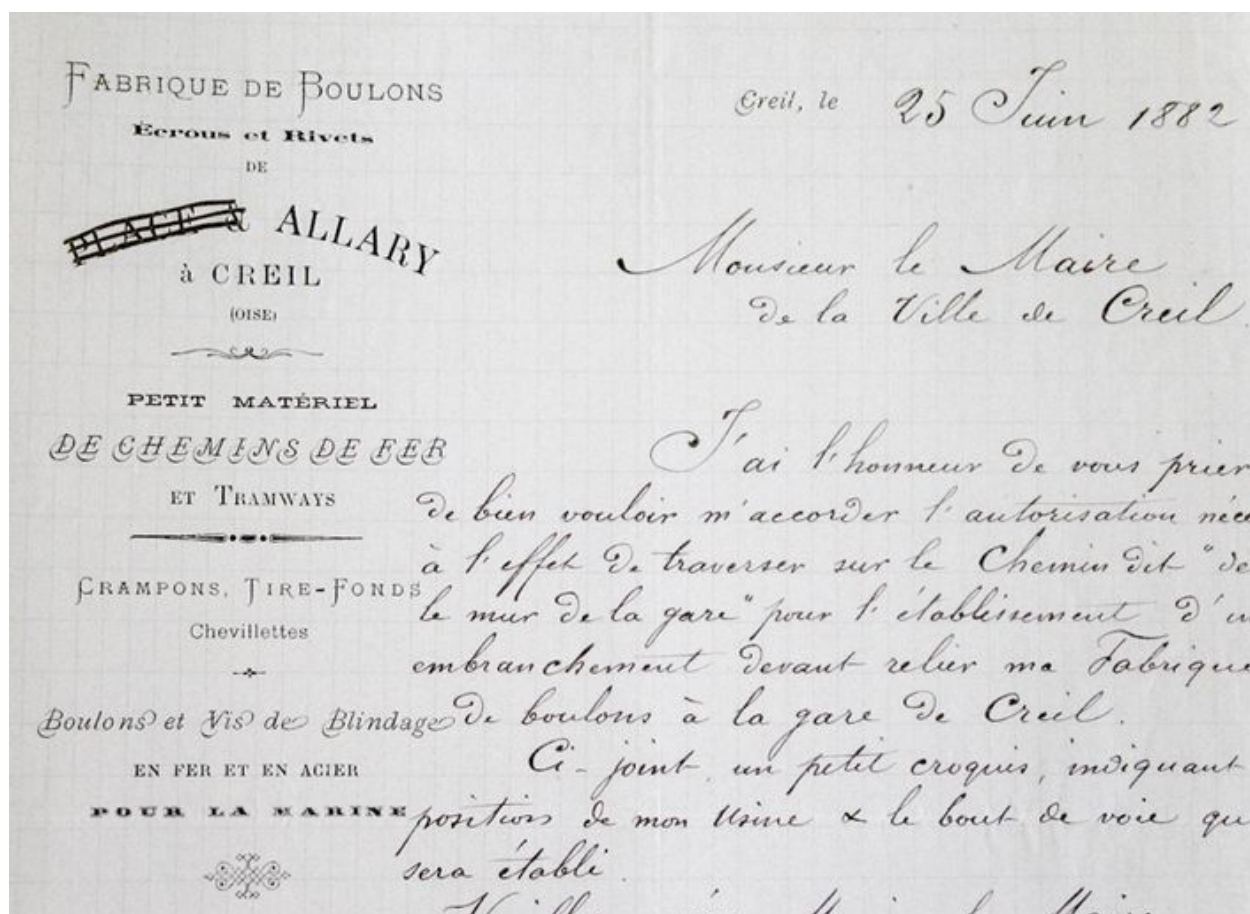 FABRIQUE DE BOULONS
Écrous et Rivets
DE
PLACE & ALLARY
à CREIL
(OISE)
PETIT MATÉRIEL
DE CHEMINS DE FER
ET TRAMWAYS
CRAMPONS, TIRE-FONDS
Chevillettes
Boulons et Vis de Blindage
EN FER ET EN ACIER
POUR LA MARINE
Creil, le 25 Juin 1882
Monsieur le Maire
de la Ville de Creil
J'ai l'honneur de vous prier
de bien vouloir m'accorder l'autorisation
à l'effet de traverser sur le Chemin dit "de
le mur de la gare" pour l'établissement d'
embranchement devant relier ma Fabrique
de boulons à la gare de Creil.
Ci-joint, un petit croquis, indiquant
position de mon Usine & le bout de voie qu
sera établi.
le Maire